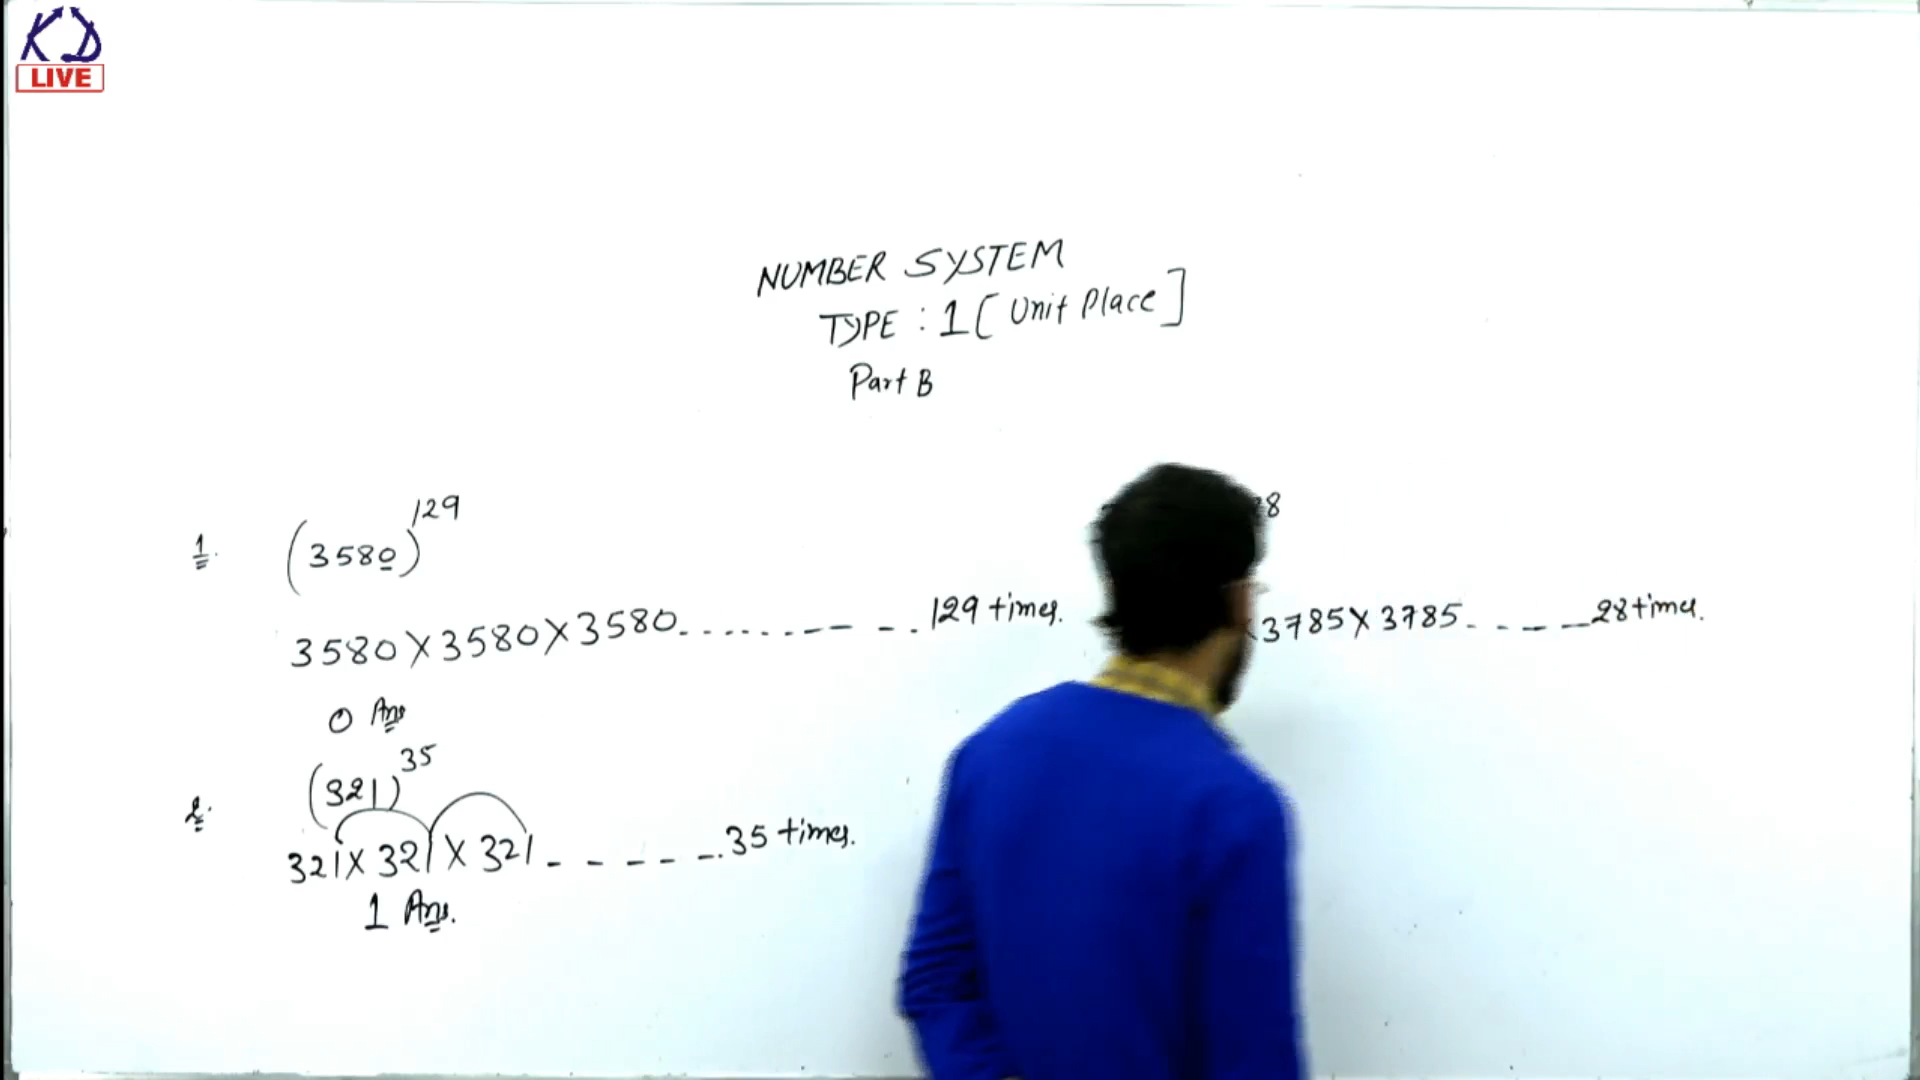 KD
LIVE
NUMBER SYSTEM
TYPE : 1 [Unit Place]
Part B
1. (3580)^129
3580 X 3580 X 3580 ............. 129 times.
0 Ans
2. (321)^35
321 X 321 X 321 - - - - - - 35 times.
1 Ans.
8
3785 X 3785 - - - - 28 times.